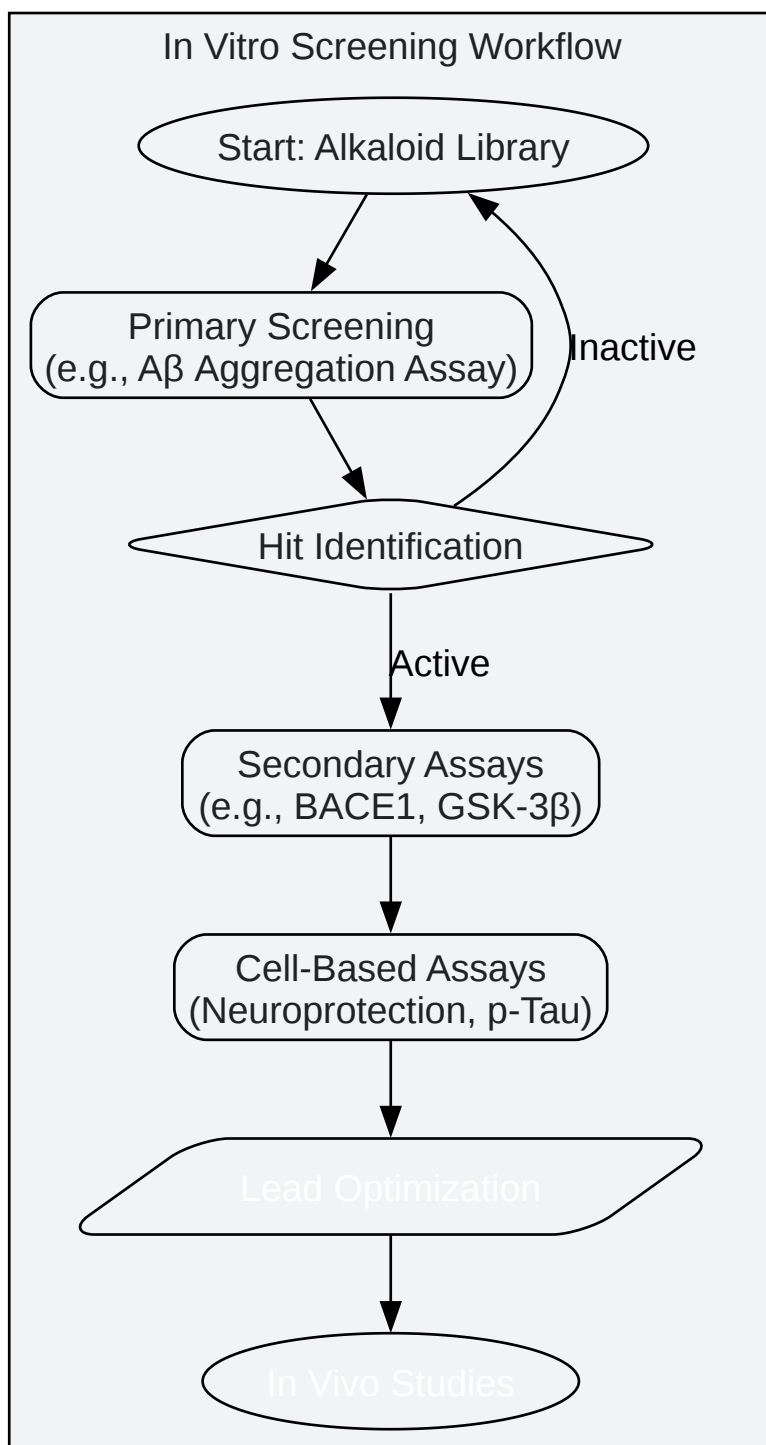 In Vitro Screening Workflow
Start: Alkaloid Library
Primary Screening
(e.g., Aβ Aggregation Assay)
Inactive
Hit Identification
Active
Secondary Assays
(e.g., BACE1, GSK-3β)
Cell-Based Assays
(Neuroprotection, p-Tau)
Lead Optimization
In Vivo Studies